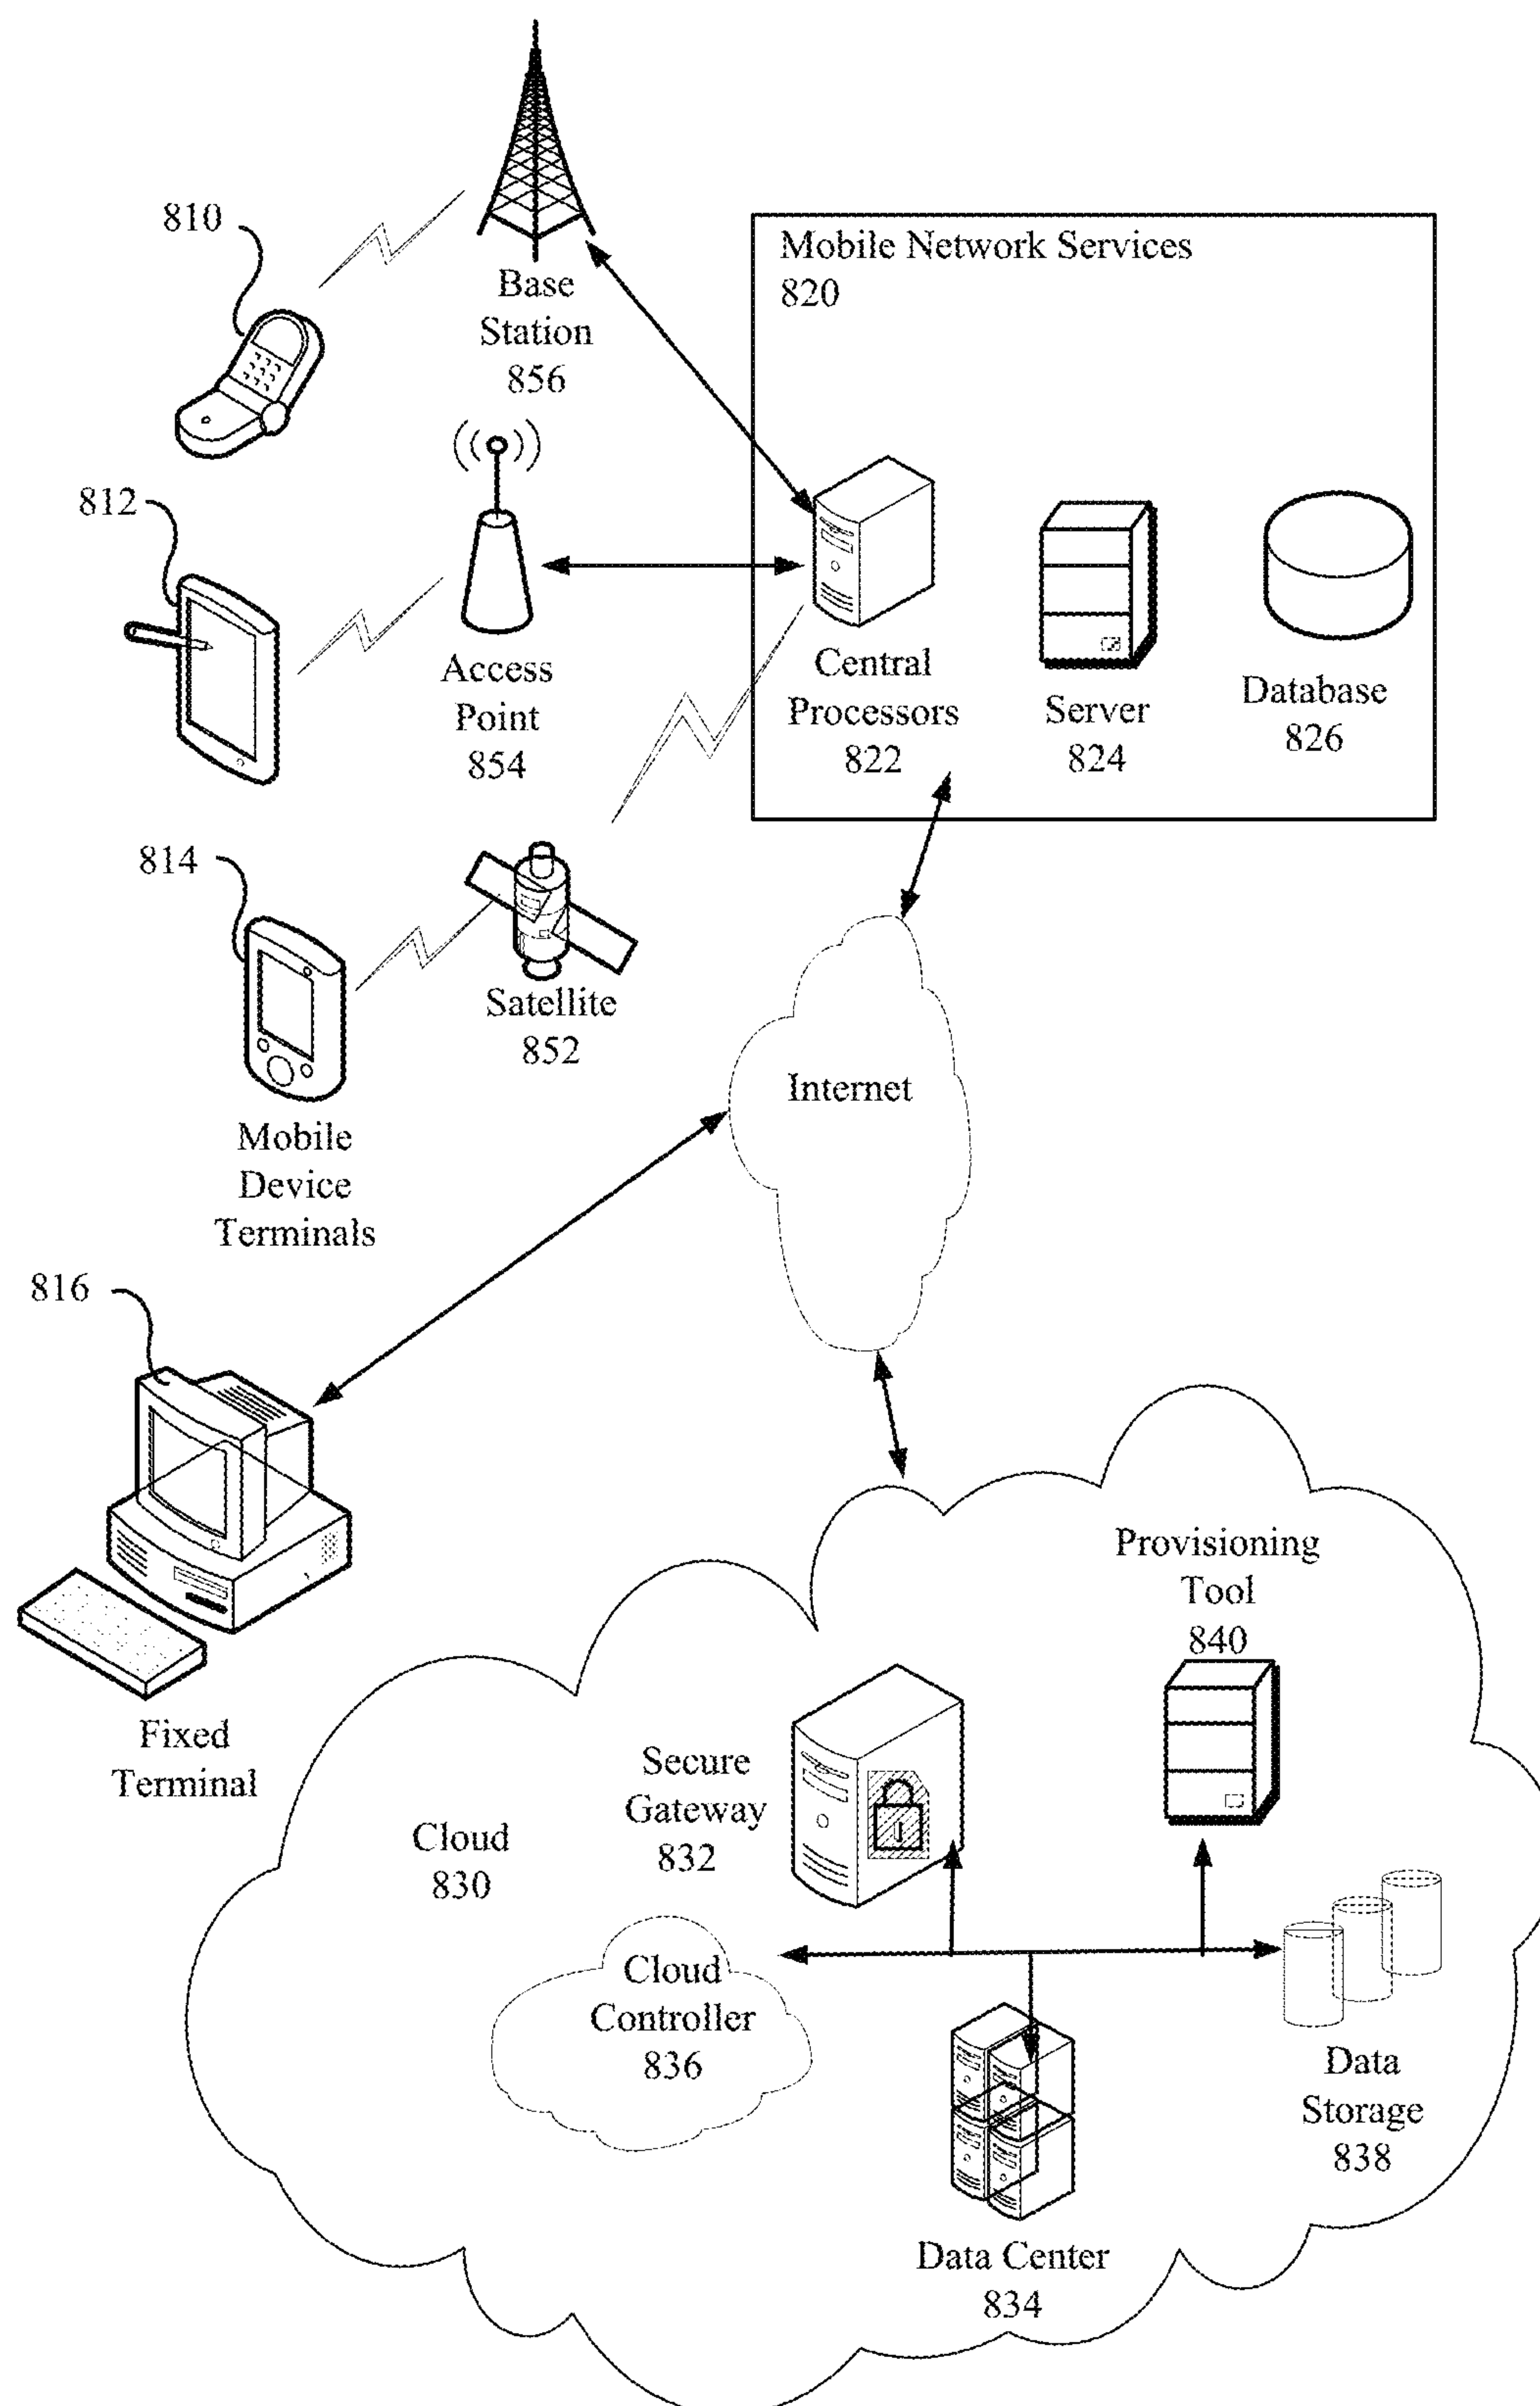 810
Base
Station
856
Mobile Network Services
820
812
Access
Point
854
Central
Processors
822
Server
824
Database
826
814
Satellite
852
Mobile
Device
Terminals
Internet
816
Fixed
Terminal
Provisioning
Tool
840
Secure
Gateway
832
Cloud
830
Cloud
Controller
836
Data
Storage
838
Data Center
834